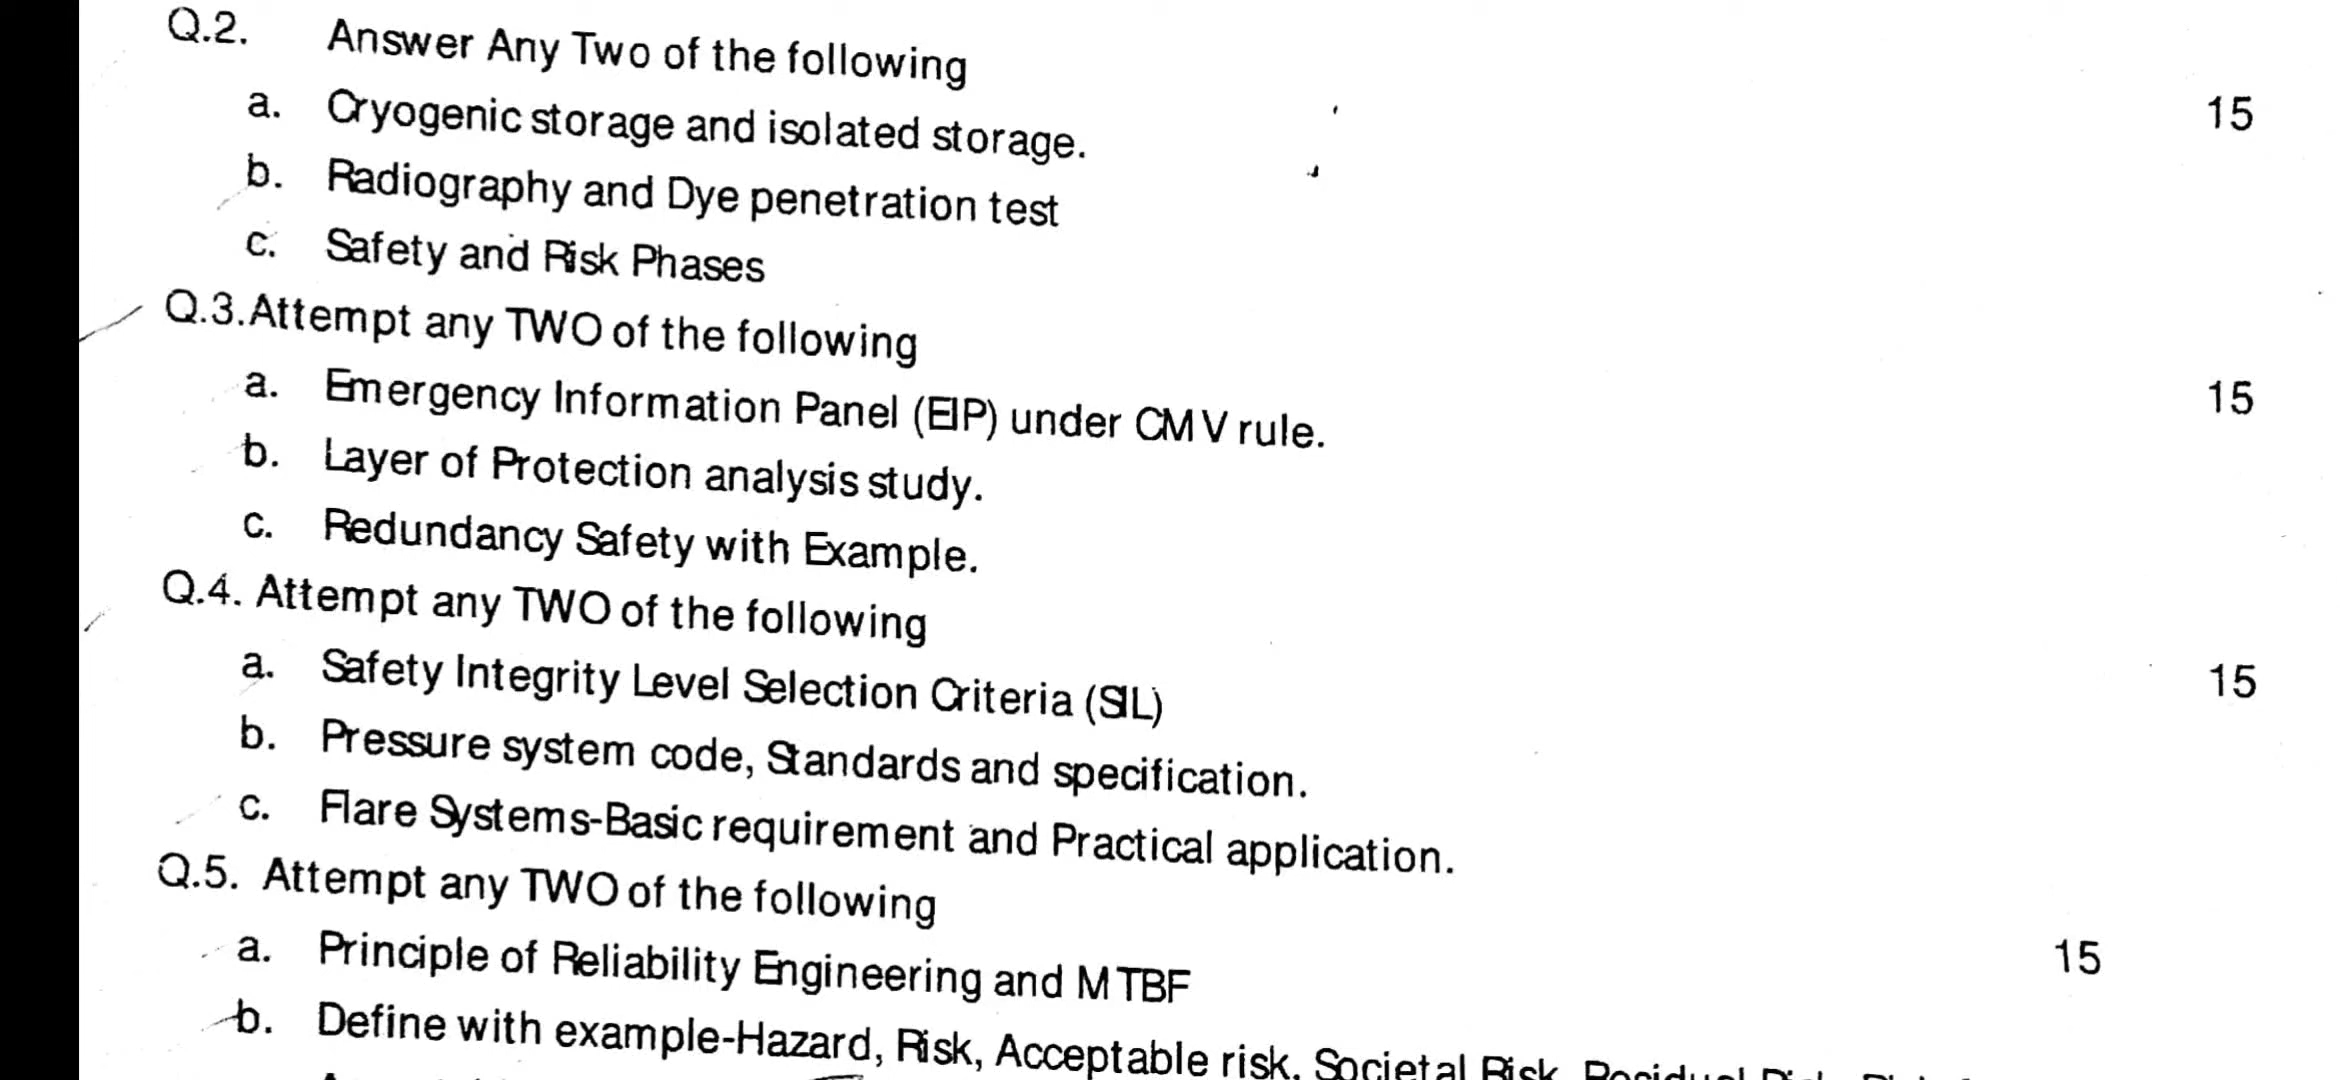 Q.2. Answer Any Two of the following
15
a. Cryogenic storage and isolated storage.
b. Radiography and Dye penetration test
c. Safety and Risk Phases
Q.3.Attempt any TWO of the following
15
a. Emergency Information Panel (EIP) under CMV rule.
b. Layer of Protection analysis study.
c. Redundancy Safety with Example.
Q.4. Attempt any TWO of the following
15
a. Safety Integrity Level Selection Criteria (SIL)
b. Pressure system code, Standards and specification.
c. Flare Systems-Basic requirement and Practical application.
Q.5. Attempt any TWO of the following
15
a. Principle of Reliability Engineering and MTBF
b. Define with example-Hazard, Risk, Acceptable risk, Societal Risk,